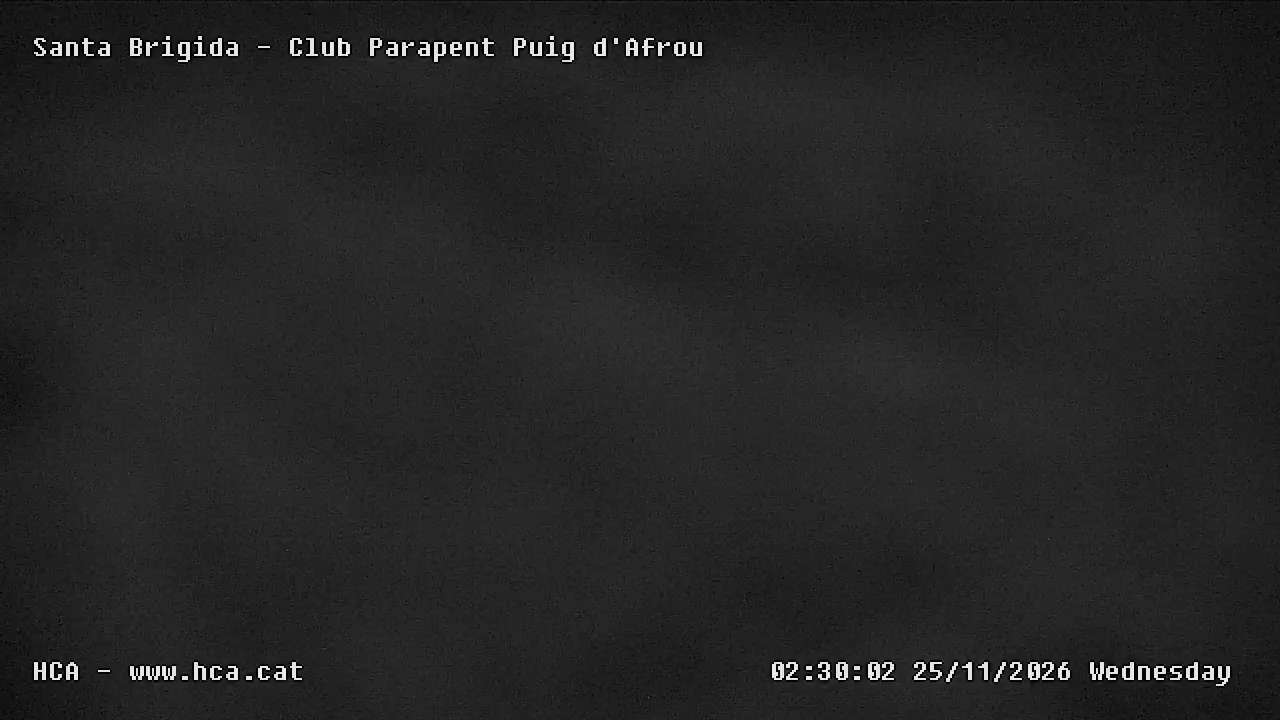 Santa Brigida - Club Parapent Puig d'Afrou
HCA - www.hca.cat
02:30:02 25/11/2026 Wednesday